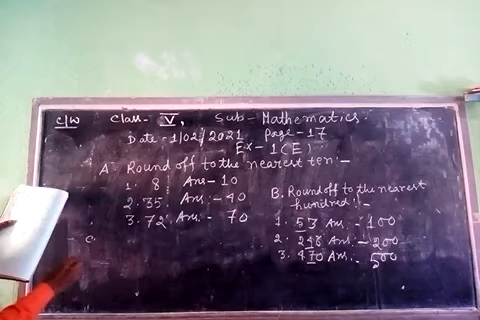 C/W Class- V, Sub- Mathematics.
Date - 1/02/2021 Page - 17
Ex - 1(E)
A. Round off to the nearest ten:-
1. 8 Ans - 10
2. 35 Ans:- 40
3. 72 Ans:- 70
C.
B. Round off to the nearest
hundred:-
1. 53 Ans:- 100
2. 246 Ans:- 200
3. 470 Ans:- 500